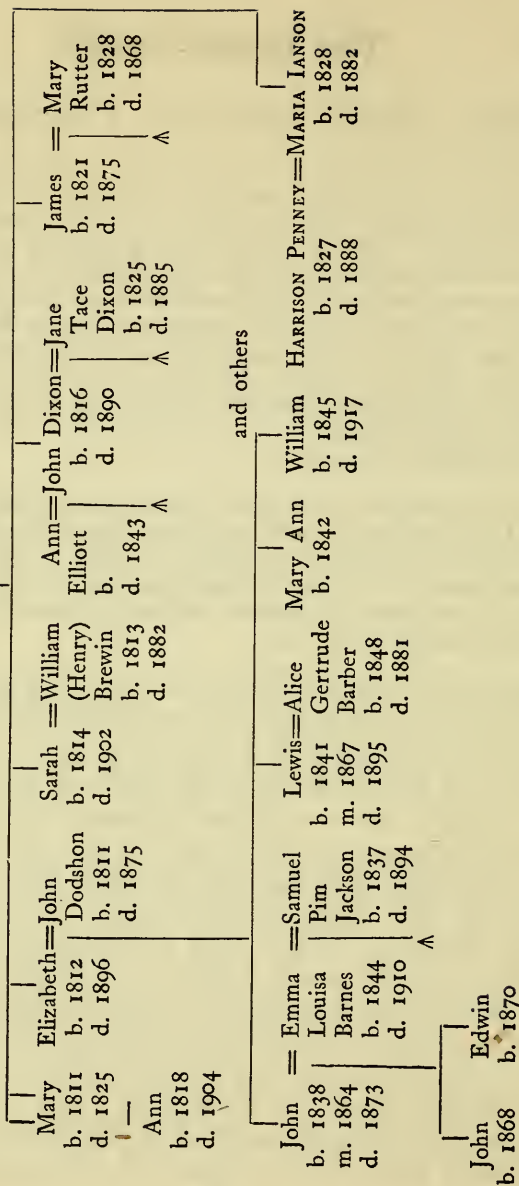 Mary
b. 1811
d. 1825
—
Ann
b. 1818
d. 1904
Elizabeth=John
Dodshon
b. 1812 b. 1811
d. 1896 d. 1875
Sarah =William
(Henry)
Brewin
b. 1814 b. 1813
d. 1902 d. 1882
Ann=John Dixon=Jane
Elliott b. 1816 Tace
b. d. 1890 Dixon
d. 1843 b. 1825
d. 1885
James = Mary
b. 1821 Rutter
d. 1875 b. 1828
d. 1868
John = Emma =Samuel
b. 1838 Louisa Pim
m. 1864 Barnes Jackson
d. 1873 b. 1844 b. 1837
d. 1910 d. 1894
Lewis=Alice
b. 1841 Gertrude
m. 1867 Barber
d. 1895 b. 1848
d. 1881
Mary Ann
b. 1842
William
b. 1845
d. 1917
and others
HARRISON PENNEY=MARIA IANSON
b. 1827 b. 1828
d. 1888 d. 1882
John
b. 1868
Edwin
b. 1870